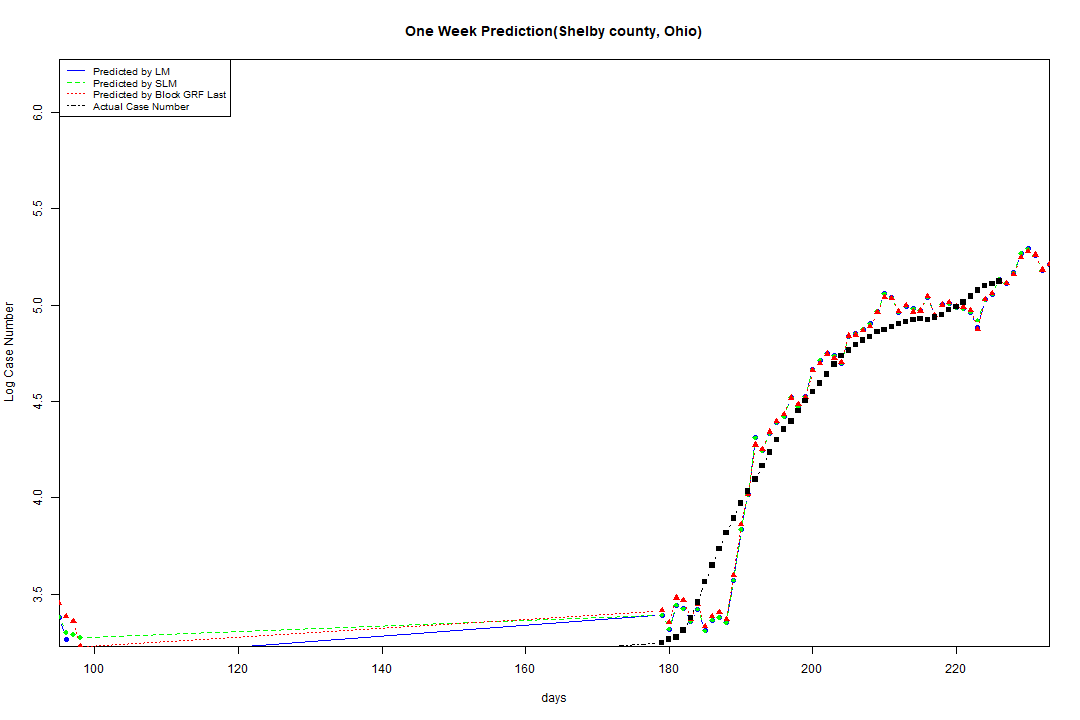 One Week Prediction(Shelby county, Ohio)
Predicted by LM
Predicted by SLM
Predicted by Block GRF Last
Actual Case Number
6.0
5.5
5.0
4.5
4.0
3.5
Log Case Number
100 120 140 160 180 200 220
days